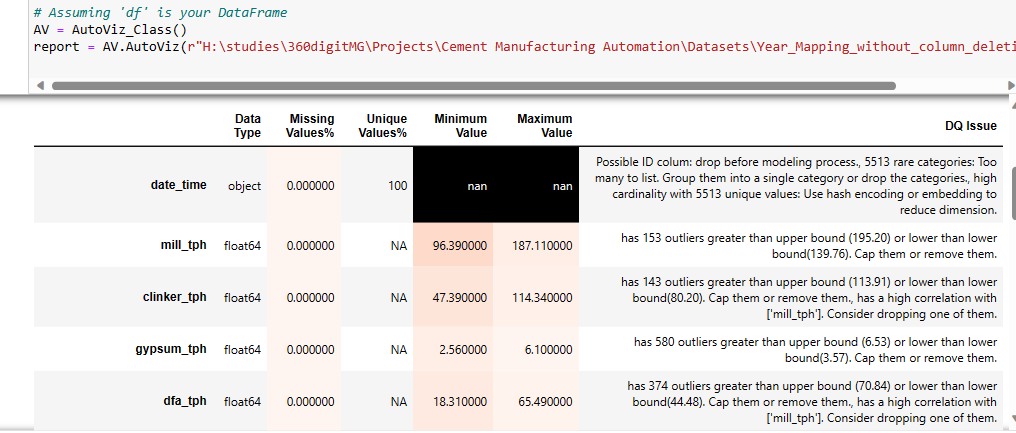 # Assuming 'df' is your DataFrame
AV = AutoViz_Class()
report = AV.AutoViz(r"H:\studies\360digitMG\Projects\Cement Manufacturing Automation\Datasets\Year_Mapping_without_column_deleti
Data Type Missing Values% Unique Values% Minimum Value Maximum Value DQ Issue
date_time object 0.000000 100 nan nan Possible ID colum: drop before modeling process., 5513 rare categories: Too
many to list. Group them into a single category or drop the categories., high
cardinality with 5513 unique values: Use hash encoding or embedding to
reduce dimension.
mill_tph float64 0.000000 NA 96.390000 187.110000 has 153 outliers greater than upper bound (195.20) or lower than lower
bound(139.76). Cap them or remove them.
clinker_tph float64 0.000000 NA 47.390000 114.340000 has 143 outliers greater than upper bound (113.91) or lower than lower
bound(80.20). Cap them or remove them., has a high correlation with
['mill_tph']. Consider dropping one of them.
gypsum_tph float64 0.000000 NA 2.560000 6.100000 has 580 outliers greater than upper bound (6.53) or lower than lower
bound(3.57). Cap them or remove them.
dfa_tph float64 0.000000 NA 18.310000 65.490000 has 374 outliers greater than upper bound (70.84) or lower than lower
bound(44.48). Cap them or remove them., has a high correlation with
['mill_tph']. Consider dropping one of them.